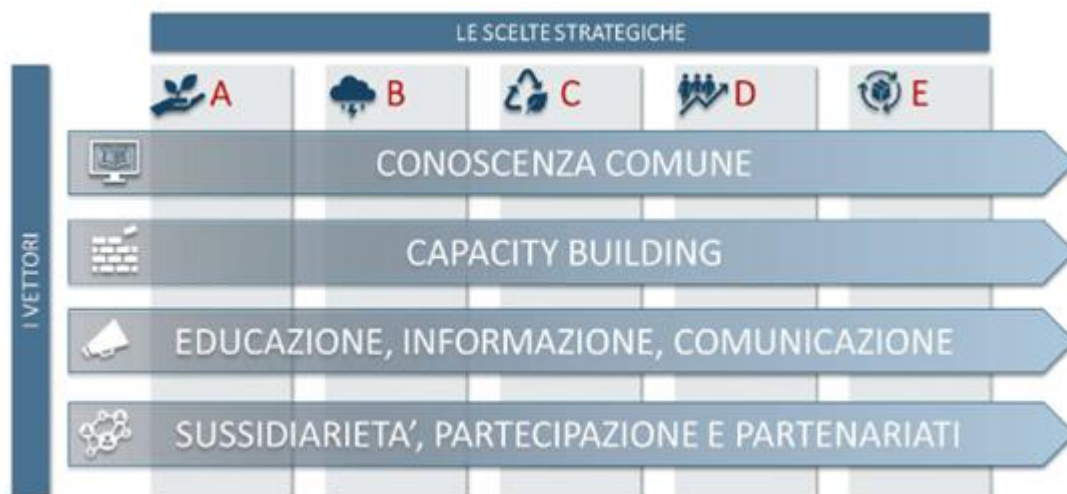 LE SCELTE STRATEGICHE
A
B
C
D
E
I VETTORI
CONOSCENZA COMUNE
CAPACITY BUILDING
EDUCAZIONE, INFORMAZIONE, COMUNICAZIONE
SUSSIDIARIETA', PARTECIPAZIONE E PARTENARIATI